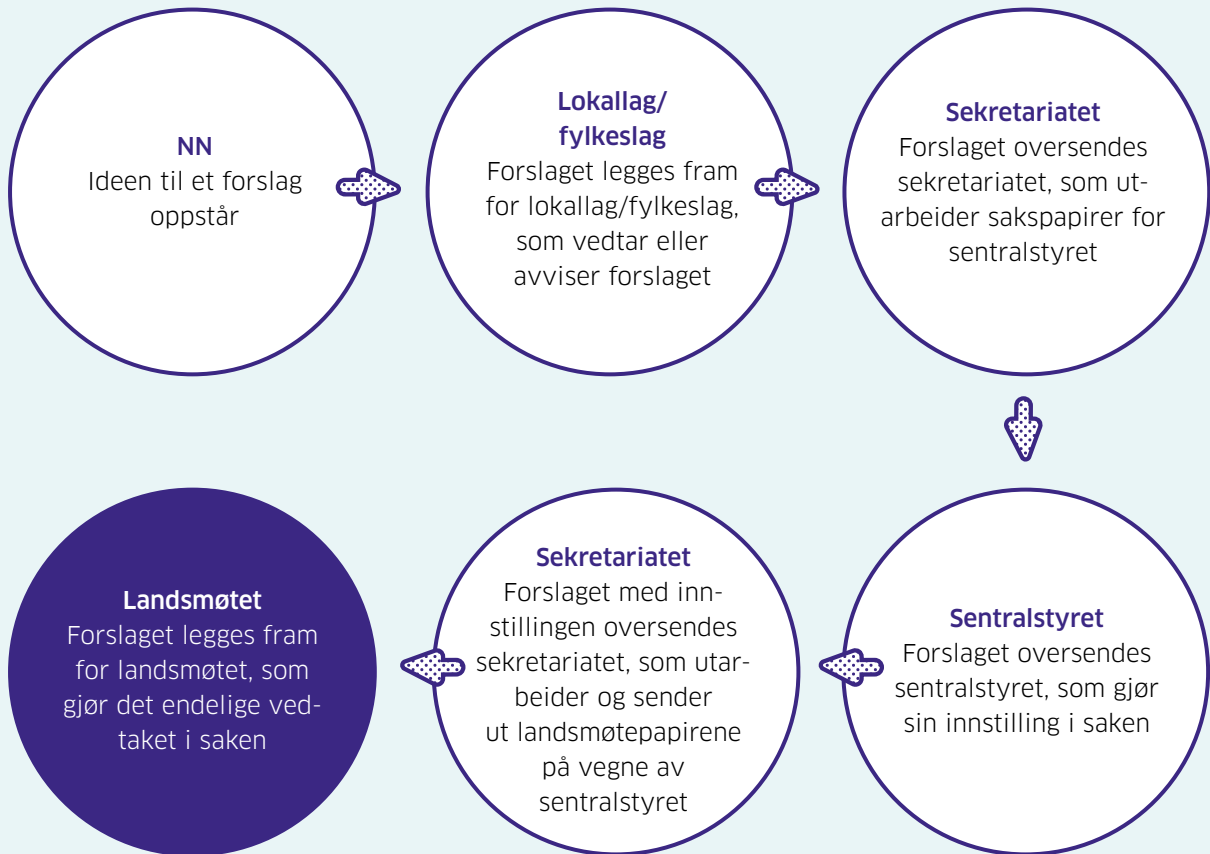 NN
Ideen til et forslag
oppstår
Lokallag/
fylkeslag
Forslaget legges fram
for lokallag/fylkeslag,
som vedtar eller
avviser forslaget
Sekretariatet
Forslaget oversendes
sekretariatet, som ut-
arbeider sakspapirer for
sentralstyret
Sentralstyret
Forslaget oversendes
sentralstyret, som gjør
sin innstilling i saken
Sekretariatet
Forslaget med inn-
stillingen oversendes
sekretariatet, som utar-
beider og sender
ut landsmøtepapirene
på vegne av
sentralstyret
Landsmøtet
Forslaget legges fram
for landsmøtet, som
gjør det endelige ved-
taket i saken